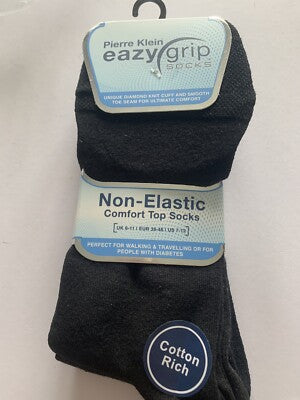 Pierre Klein
eazy grip
SOCKS
UNIQUE DIAMOND KNIT CUFF AND SMOOTH
TOE SEAM FOR ULTIMATE COMFORT
Non-Elastic
Comfort Top Socks
[UK 6-11 / EUR 39-45 / US 7-12]
PERFECT FOR WALKING & TRAVELLING OR FOR
PEOPLE WITH DIABETES
Cotton
Rich